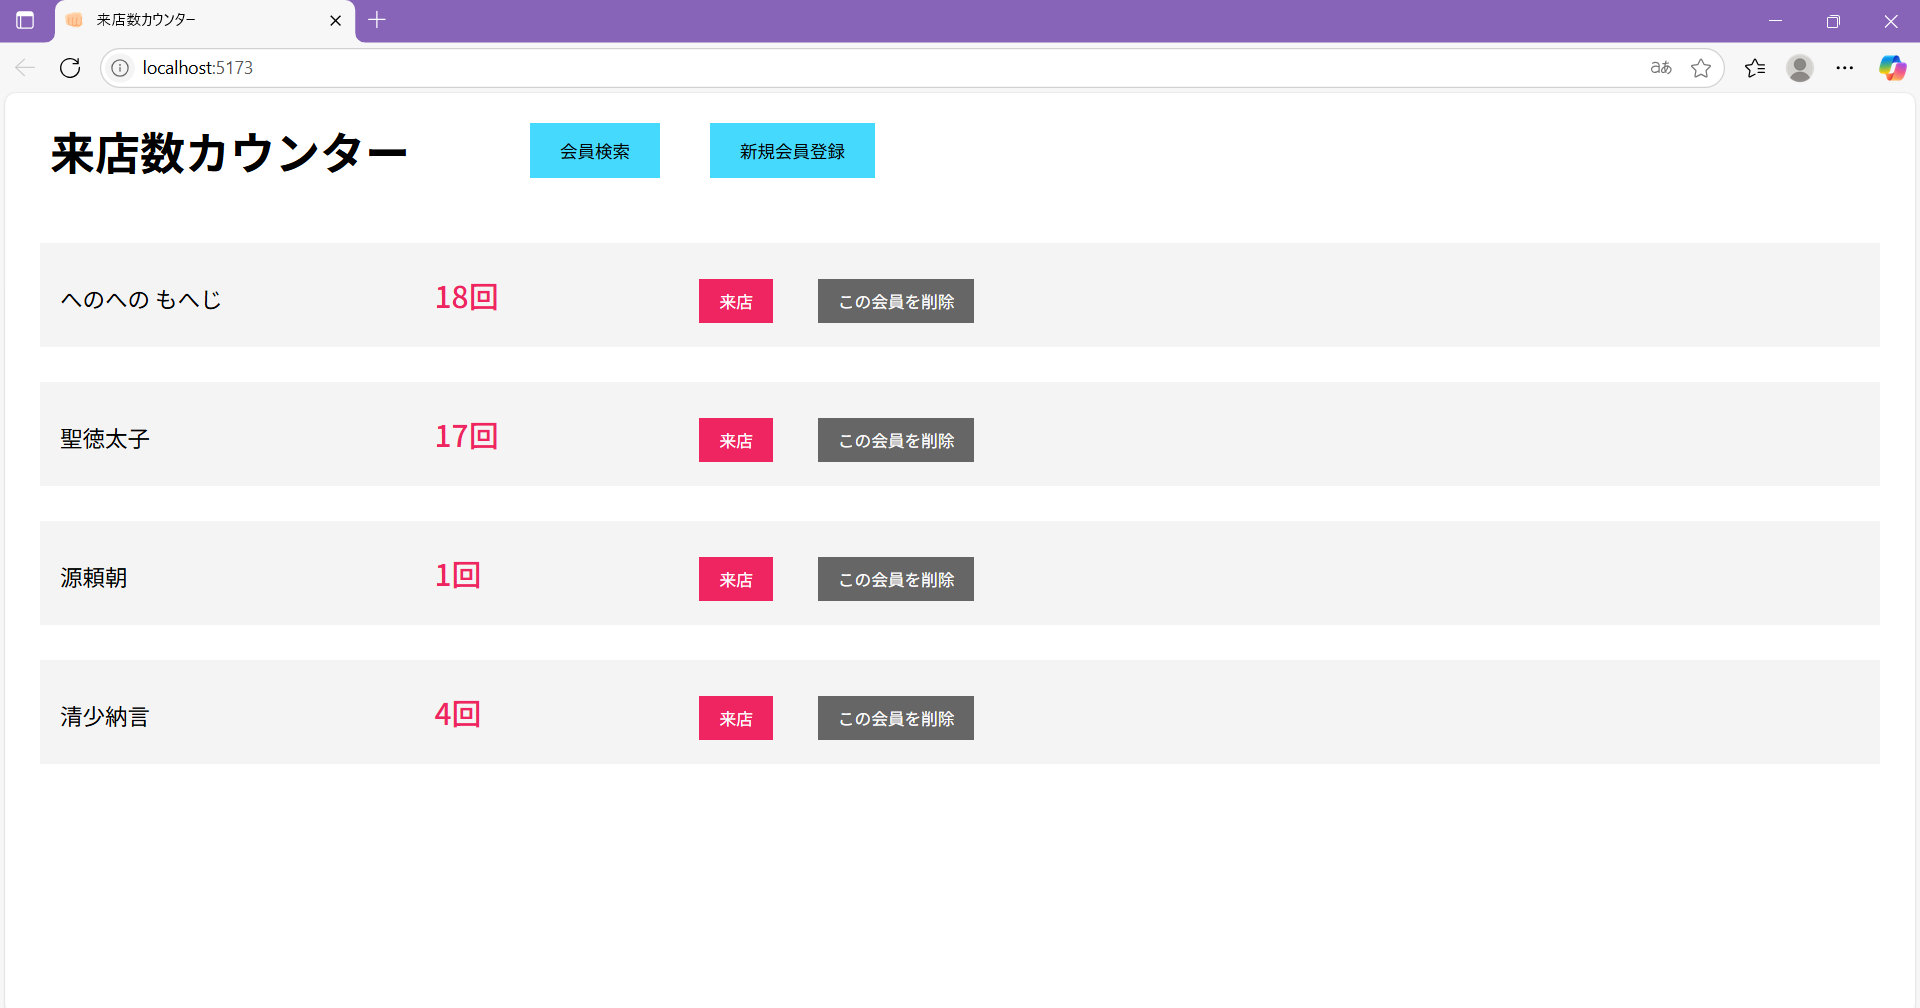 来店数カウンター
localhost:5173
aあ
来店数カウンター 会員検索 新規会員登録
へのへの もへじ 18回 来店 この会員を削除
聖徳太子 17回 来店 この会員を削除
源頼朝 1回 来店 この会員を削除
清少納言 4回 来店 この会員を削除